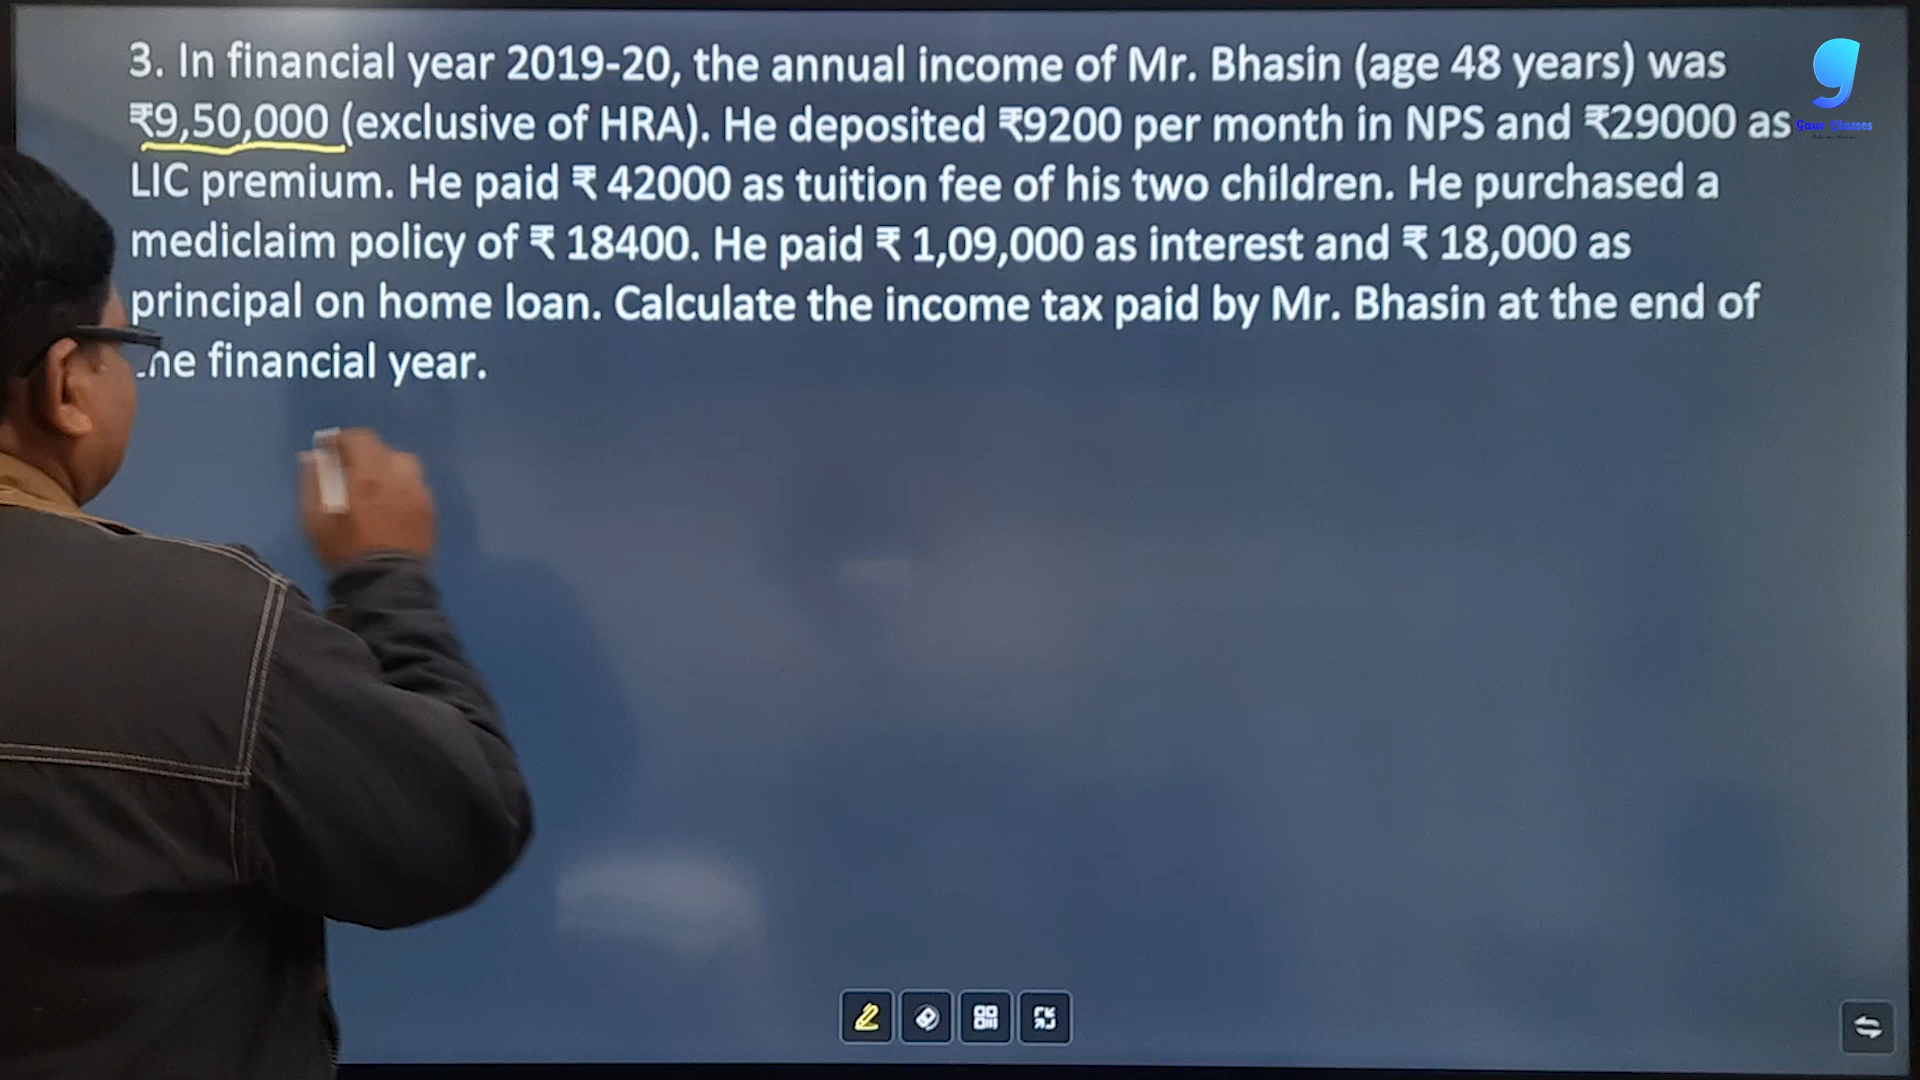 3. In financial year 2019-20, the annual income of Mr. Bhasin (age 48 years) was
₹9,50,000 (exclusive of HRA). He deposited ₹9200 per month in NPS and ₹29000 as
LIC premium. He paid ₹ 42000 as tuition fee of his two children. He purchased a
mediclaim policy of ₹ 18400. He paid ₹ 1,09,000 as interest and ₹ 18,000 as
principal on home loan. Calculate the income tax paid by Mr. Bhasin at the end of
the financial year.
Gaur Classes